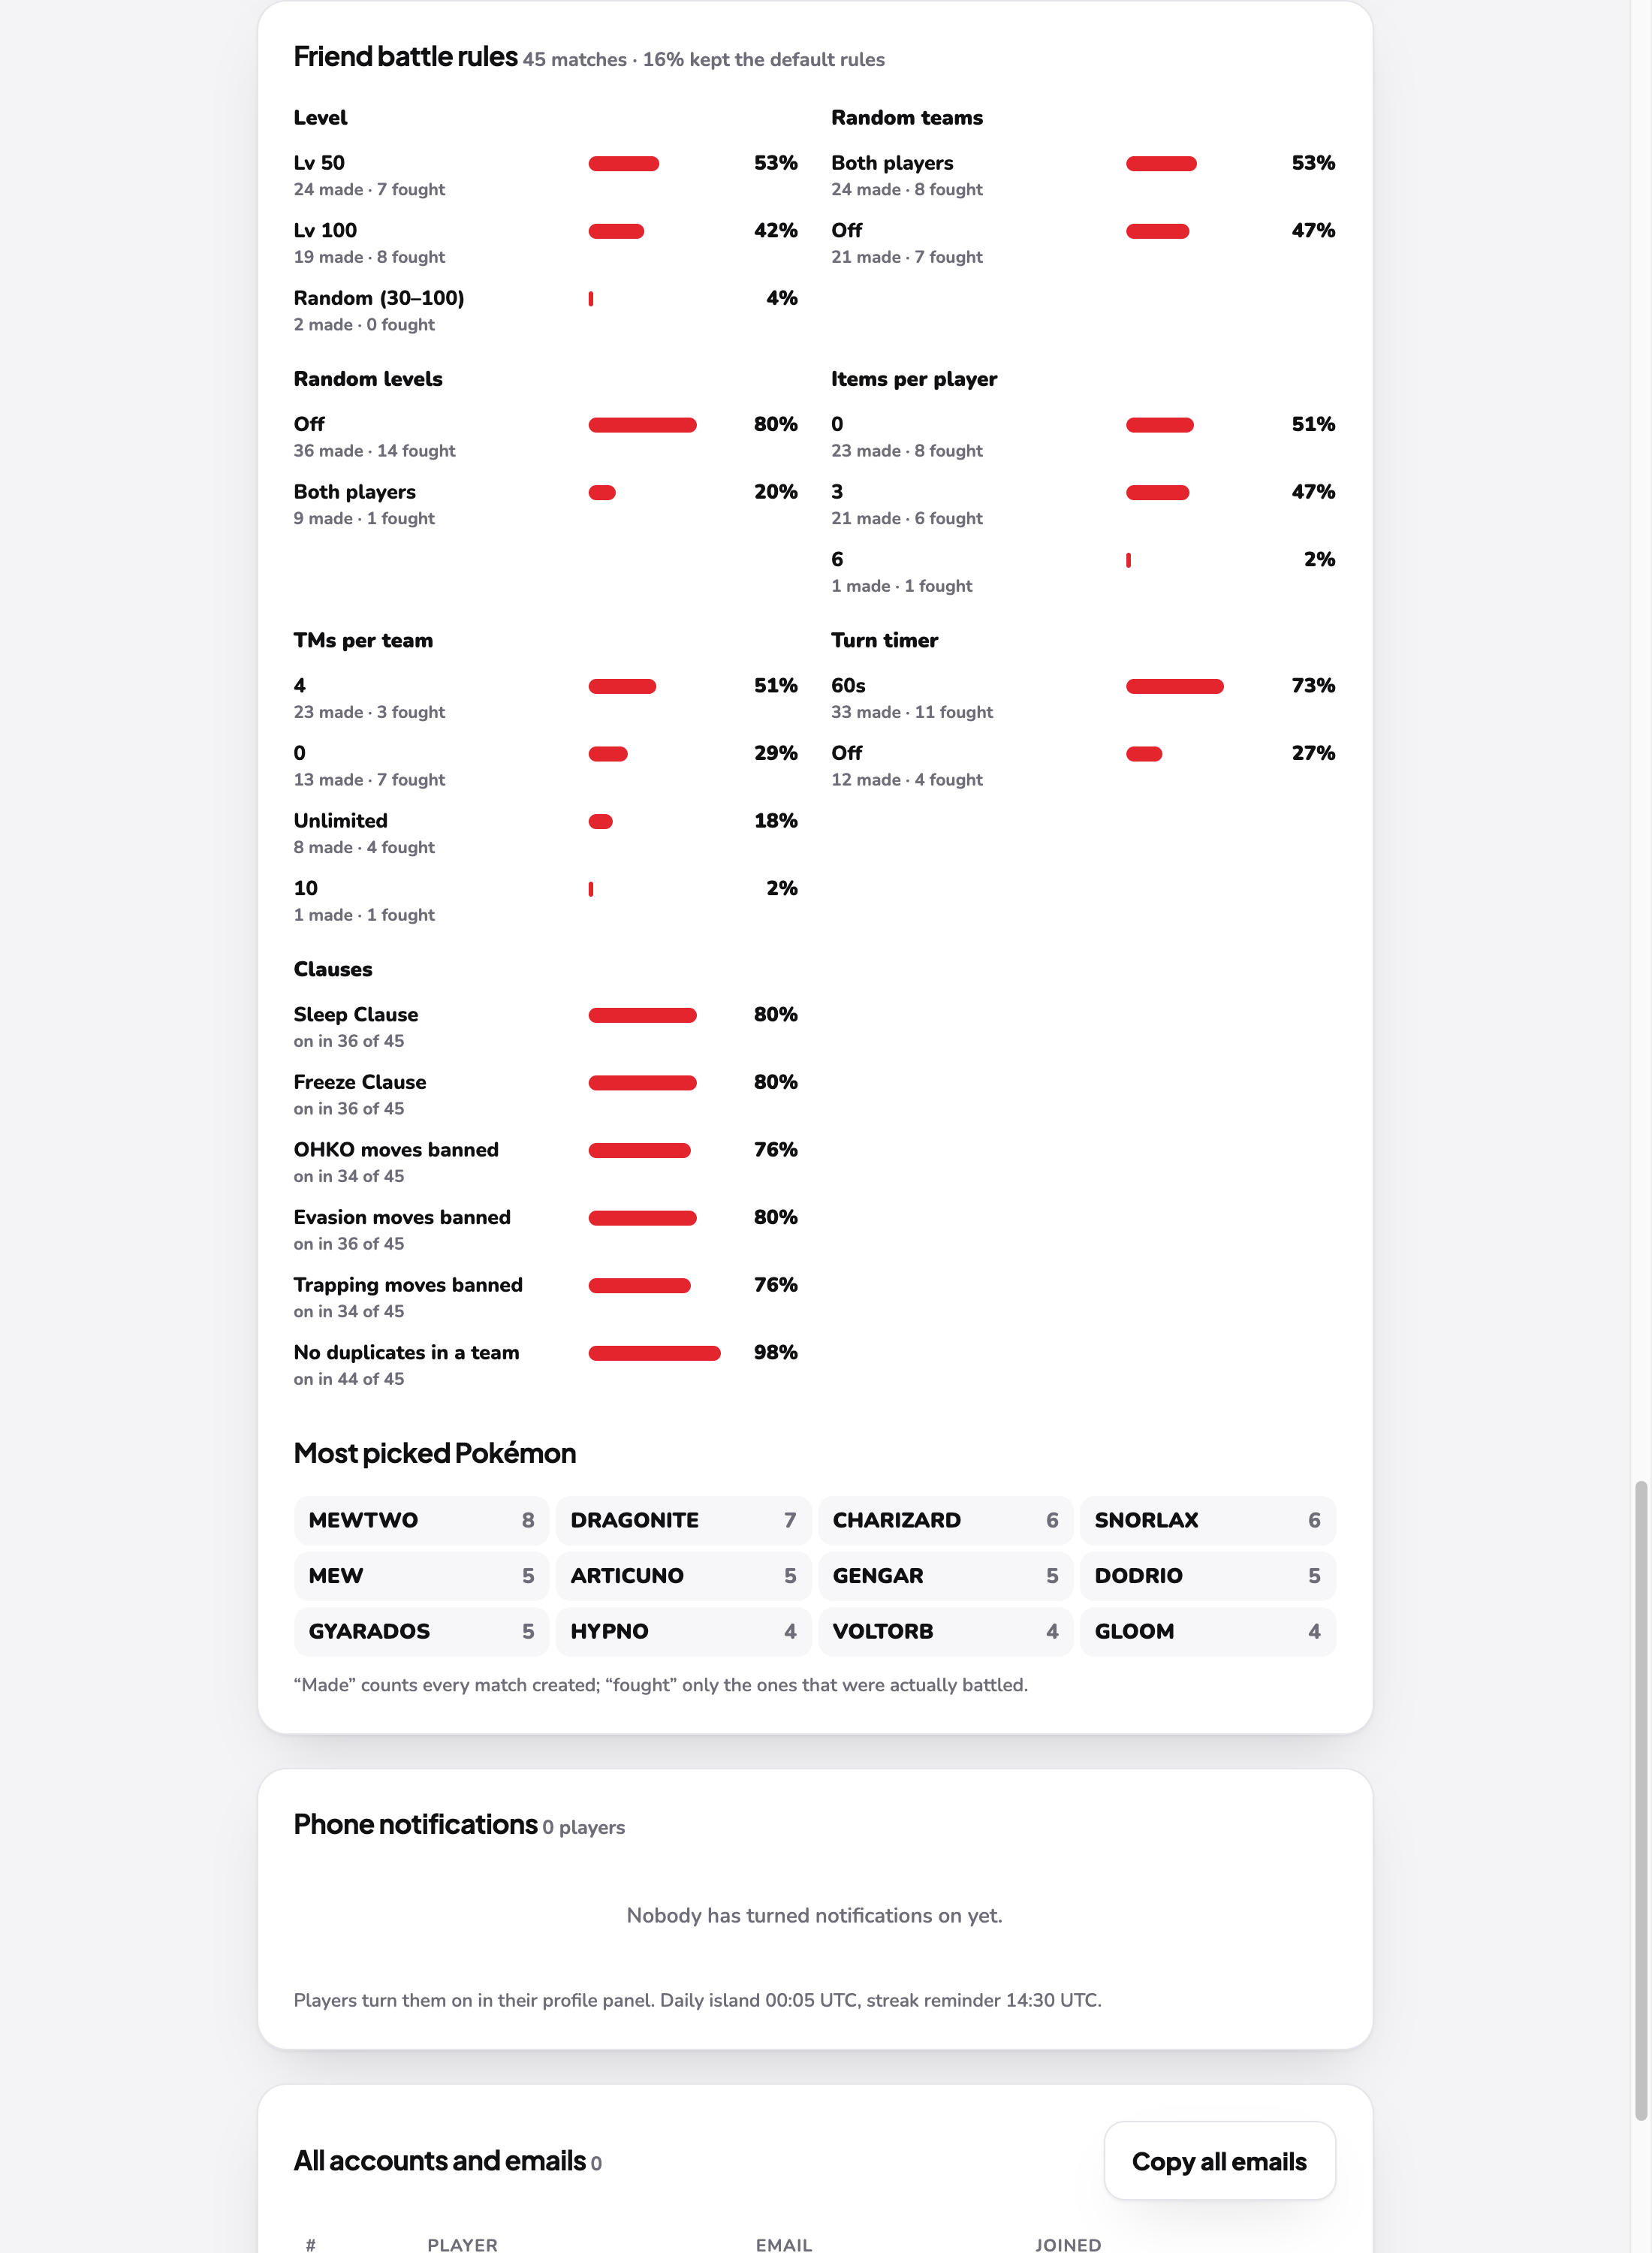 Friend battle rules 45 matches · 16% kept the default rules
Level
Lv 50 53%
24 made · 7 fought
Lv 100 42%
19 made · 8 fought
Random (30–100) 4%
2 made · 0 fought
Random teams
Both players 53%
24 made · 8 fought
Off 47%
21 made · 7 fought
Random levels
Off 80%
36 made · 14 fought
Both players 20%
9 made · 1 fought
Items per player
0 51%
23 made · 8 fought
3 47%
21 made · 6 fought
6 2%
1 made · 1 fought
TMs per team
4 51%
23 made · 3 fought
0 29%
13 made · 7 fought
Unlimited 18%
8 made · 4 fought
10 2%
1 made · 1 fought
Turn timer
60s 73%
33 made · 11 fought
Off 27%
12 made · 4 fought
Clauses
Sleep Clause 80%
on in 36 of 45
Freeze Clause 80%
on in 36 of 45
OHKO moves banned 76%
on in 34 of 45
Evasion moves banned 80%
on in 36 of 45
Trapping moves banned 76%
on in 34 of 45
No duplicates in a team 98%
on in 44 of 45
Most picked Pokémon
MEWTWO 8 DRAGONITE 7 CHARIZARD 6 SNORLAX 6
MEW 5 ARTICUNO 5 GENGAR 5 DODRIO 5
GYARADOS 5 HYPNO 4 VOLTORB 4 GLOOM 4
“Made” counts every match created; “fought” only the ones that were actually battled.
Phone notifications 0 players
Nobody has turned notifications on yet.
Players turn them on in their profile panel. Daily island 00:05 UTC, streak reminder 14:30 UTC.
All accounts and emails 0
Copy all emails
# PLAYER EMAIL JOINED